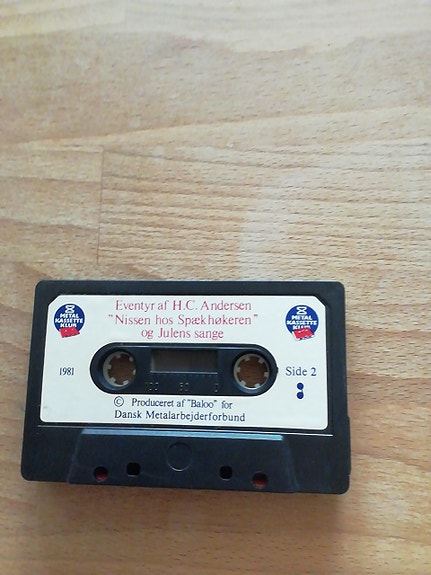 Eventyr af H.C. Andersen
"Nissen hos Spækhøkeren"
og Julens sange
METAL
KASSETTE
KLUB
METAL
KASSETTE
KLUB
1981
Side 2
100 50 0
© Produceret af "Baloo" for
Dansk Metalarbejderforbund